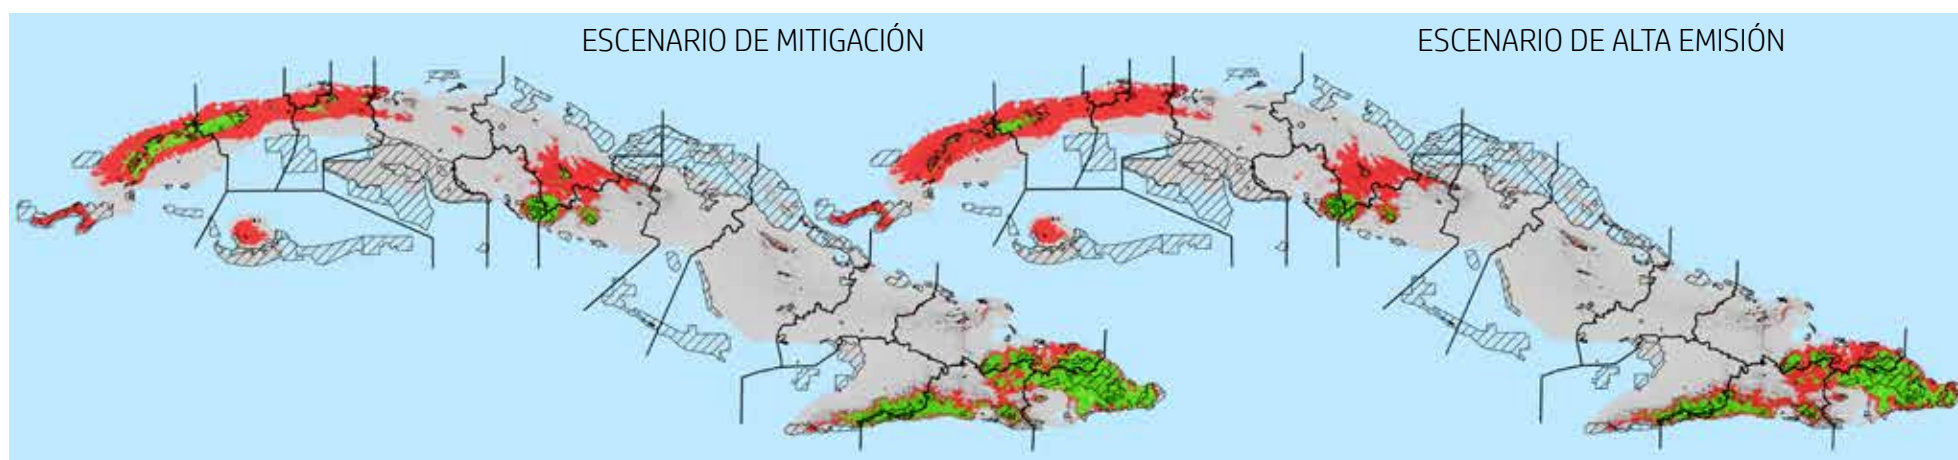 ESCENARIO DE MITIGACIÓN
ESCENARIO DE ALTA EMISIÓN